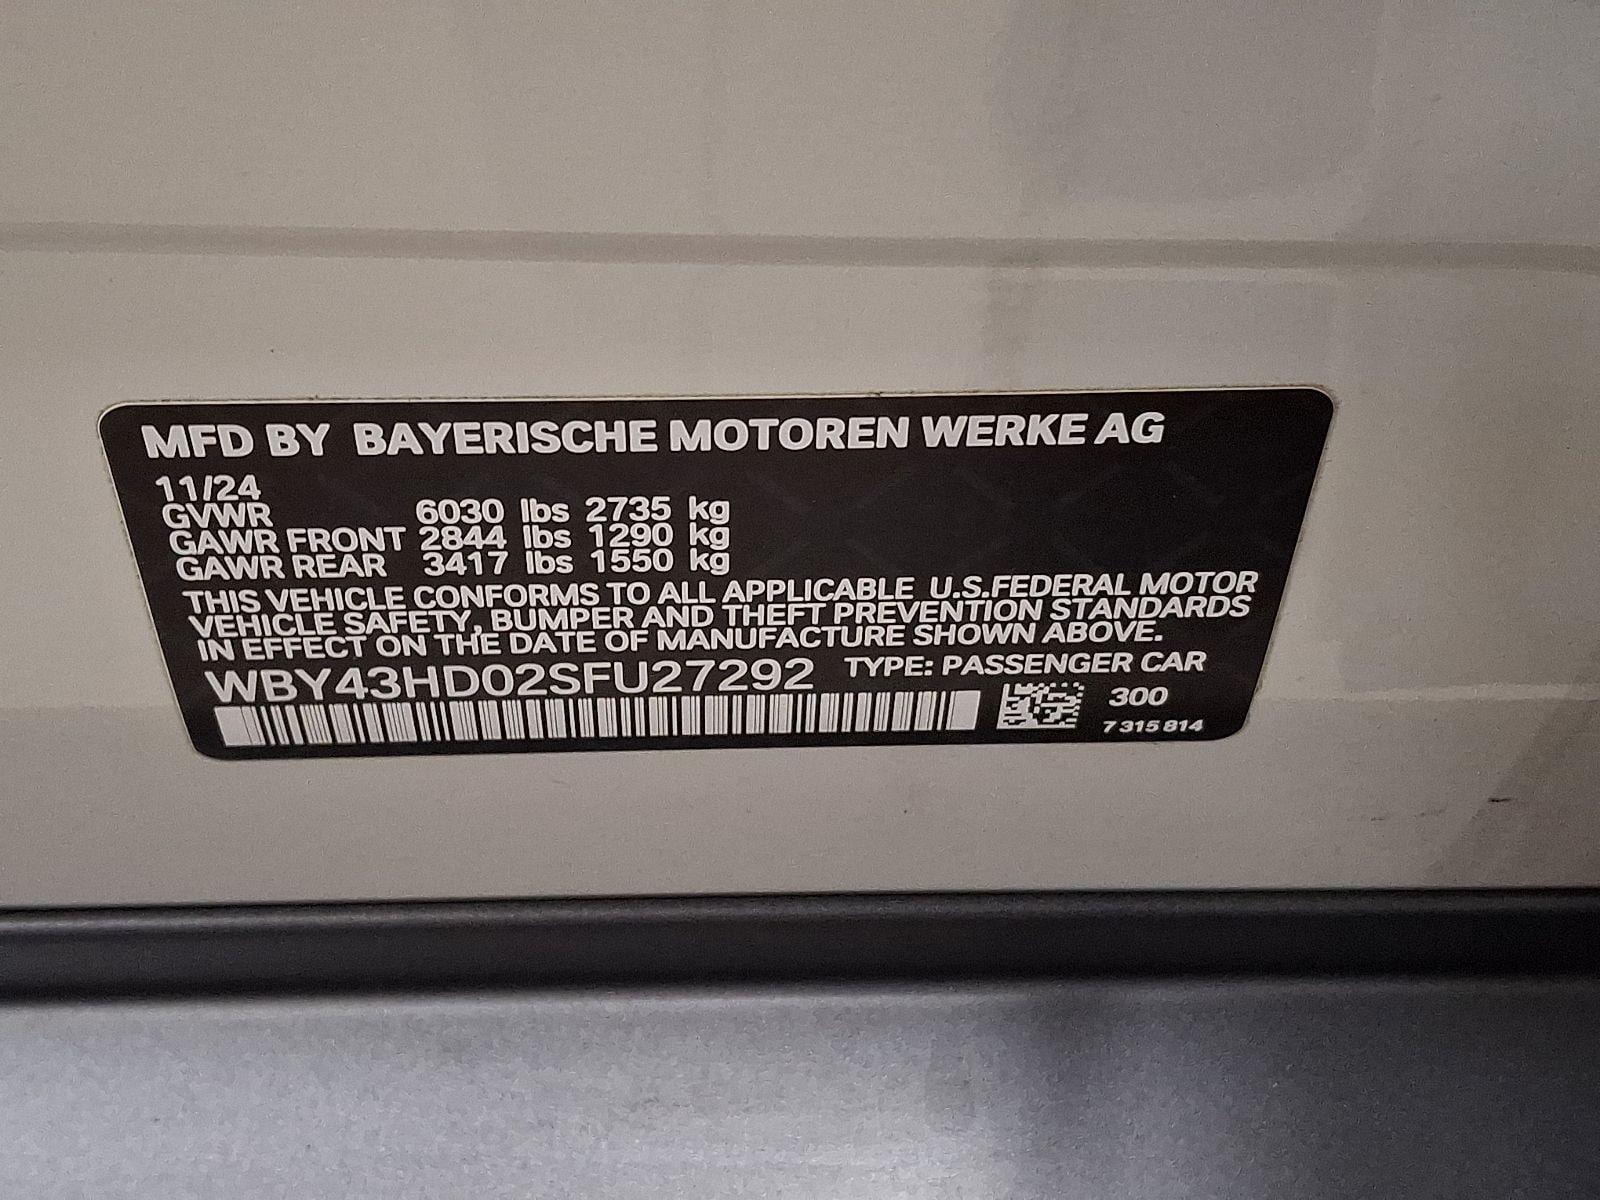 MFD BY BAYERISCHE MOTOREN WERKE AG
11/24
GVWR 6030 lbs 2735 kg
GAWR FRONT 2844 lbs 1290 kg
GAWR REAR 3417 lbs 1550 kg
THIS VEHICLE CONFORMS TO ALL APPLICABLE U.S.FEDERAL MOTOR
VEHICLE SAFETY, BUMPER AND THEFT PREVENTION STANDARDS
IN EFFECT ON THE DATE OF MANUFACTURE SHOWN ABOVE.
WBY43HD02SFU27292 TYPE: PASSENGER CAR
300
7 315 814